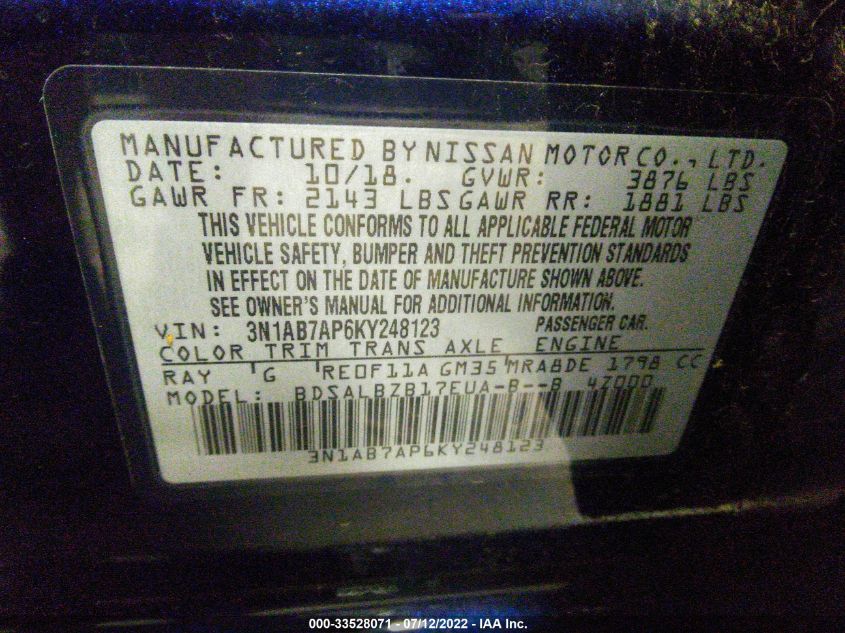 MANUFACTURED BY NISSAN MOTOR CO., LTD.
DATE: 10/18. GVWR: 3876 LBS
GAWR FR: 2143 LBS GAWR RR: 1881 LBS
THIS VEHICLE CONFORMS TO ALL APPLICABLE FEDERAL MOTOR
VEHICLE SAFETY, BUMPER AND THEFT PREVENTION STANDARDS
IN EFFECT ON THE DATE OF MANUFACTURE SHOWN ABOVE.
SEE OWNER'S MANUAL FOR ADDITIONAL INFORMATION.
VIN: 3N1AB7AP6KY248123 PASSENGER CAR.
COLOR TRIM TRANS AXLE ENGINE
RAY G RE0F11A GM35 MRA8DE 1798 CC
MODEL: BDSALBZB17EUA-B--B 4Z000
3N1AB7AP6KY248123
000-33528071 - 07/12/2022 - IAA Inc.